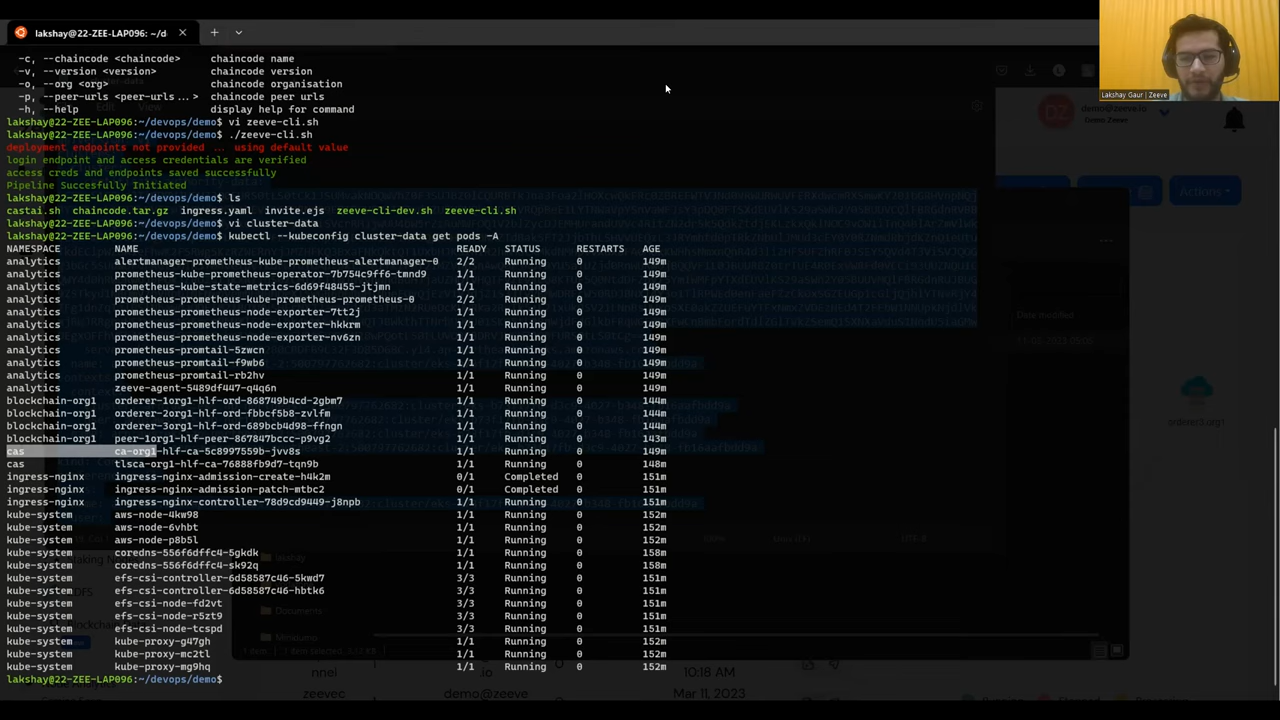 lakshay@22-ZEE-LAP096: ~/d
-c, --chaincode <chaincode> chaincode name
-v, --version <version> chaincode version
-o, --org <org> chaincode organisation
-p, --peer-urls <peer-urls...> chaincode peer urls
-h, --help display help for command
lakshay@22-ZEE-LAP096:~/devops/demo$ vi zeeve-cli.sh
lakshay@22-ZEE-LAP096:~/devops/demo$ ./zeeve-cli.sh
deployment endpoints not provided ... using default value
login endpoint and access credentials are verified
access creds and endpoints saved successfully
Pipeline Succesfully Initiated
lakshay@22-ZEE-LAP096:~/devops/demo$ ls
castai.sh chaincode.tar.gz ingress.yaml invite.ejs zeeve-cli-dev.sh zeeve-cli.sh
lakshay@22-ZEE-LAP096:~/devops/demo$ vi cluster-data
lakshay@22-ZEE-LAP096:~/devops/demo$ kubectl --kubeconfig cluster-data get pods -A
NAMESPACE NAME READY STATUS RESTARTS AGE
analytics alertmanager-prometheus-kube-prometheus-alertmanager-0 2/2 Running 0 149m
analytics prometheus-kube-prometheus-operator-7b754c9ff6-tmnd9 1/1 Running 0 149m
analytics prometheus-kube-state-metrics-6d69f48455-jtjmn 1/1 Running 0 149m
analytics prometheus-prometheus-kube-prometheus-prometheus-0 2/2 Running 0 149m
analytics prometheus-prometheus-node-exporter-7tt2j 1/1 Running 0 149m
analytics prometheus-prometheus-node-exporter-hkkrm 1/1 Running 0 149m
analytics prometheus-prometheus-node-exporter-nv6zn 1/1 Running 0 149m
analytics prometheus-promtail-5zwcn 1/1 Running 0 149m
analytics prometheus-promtail-f9wb6 1/1 Running 0 149m
analytics prometheus-promtail-rb2hv 1/1 Running 0 149m
analytics zeeve-agent-5489df447-q4q6n 1/1 Running 0 149m
blockchain-org1 orderer-1org1-hlf-ord-868749b4cd-2gbm7 1/1 Running 0 144m
blockchain-org1 orderer-2org1-hlf-ord-fbbcf5b8-zvlfm 1/1 Running 0 144m
blockchain-org1 orderer-3org1-hlf-ord-689bcb4d98-ffngn 1/1 Running 0 144m
blockchain-org1 peer-1org1-hlf-peer-867847bccc-p9vg2 1/1 Running 0 143m
cas ca-org1-hlf-ca-5c8997559b-jvv8s 1/1 Running 0 149m
cas tlsca-org1-hlf-ca-76888fb9d7-tqn9b 1/1 Running 0 148m
ingress-nginx ingress-nginx-admission-create-h4k2m 0/1 Completed 0 151m
ingress-nginx ingress-nginx-admission-patch-mtbc2 0/1 Completed 0 151m
ingress-nginx ingress-nginx-controller-78d9cd9449-j8npb 1/1 Running 0 151m
kube-system aws-node-4kw98 1/1 Running 0 152m
kube-system aws-node-6vhbt 1/1 Running 0 152m
kube-system aws-node-p8b5l 1/1 Running 0 152m
kube-system coredns-556f6dffc4-5gkdk 1/1 Running 0 158m
kube-system coredns-556f6dffc4-sk92q 1/1 Running 0 158m
kube-system efs-csi-controller-6d58587c46-5kwd7 3/3 Running 0 151m
kube-system efs-csi-controller-6d58587c46-hbtk6 3/3 Running 0 151m
kube-system efs-csi-node-fd2vt 3/3 Running 0 151m
kube-system efs-csi-node-r5zt9 3/3 Running 0 151m
kube-system efs-csi-node-tcspd 3/3 Running 0 151m
kube-system kube-proxy-g47gh 1/1 Running 0 152m
kube-system kube-proxy-mc2tl 1/1 Running 0 152m
kube-system kube-proxy-mg9hq 1/1 Running 0 152m
lakshay@22-ZEE-LAP096:~/devops/demo$
Lakshay Gaur | Zeeve
DZ
demo@zeeve.io
Demo Zeeve
Actions
Date modified
orderer3.org1
lakshay
Documents
nnel .io 10:18 AM
zeevec demo@zeeve Mar 11, 2023